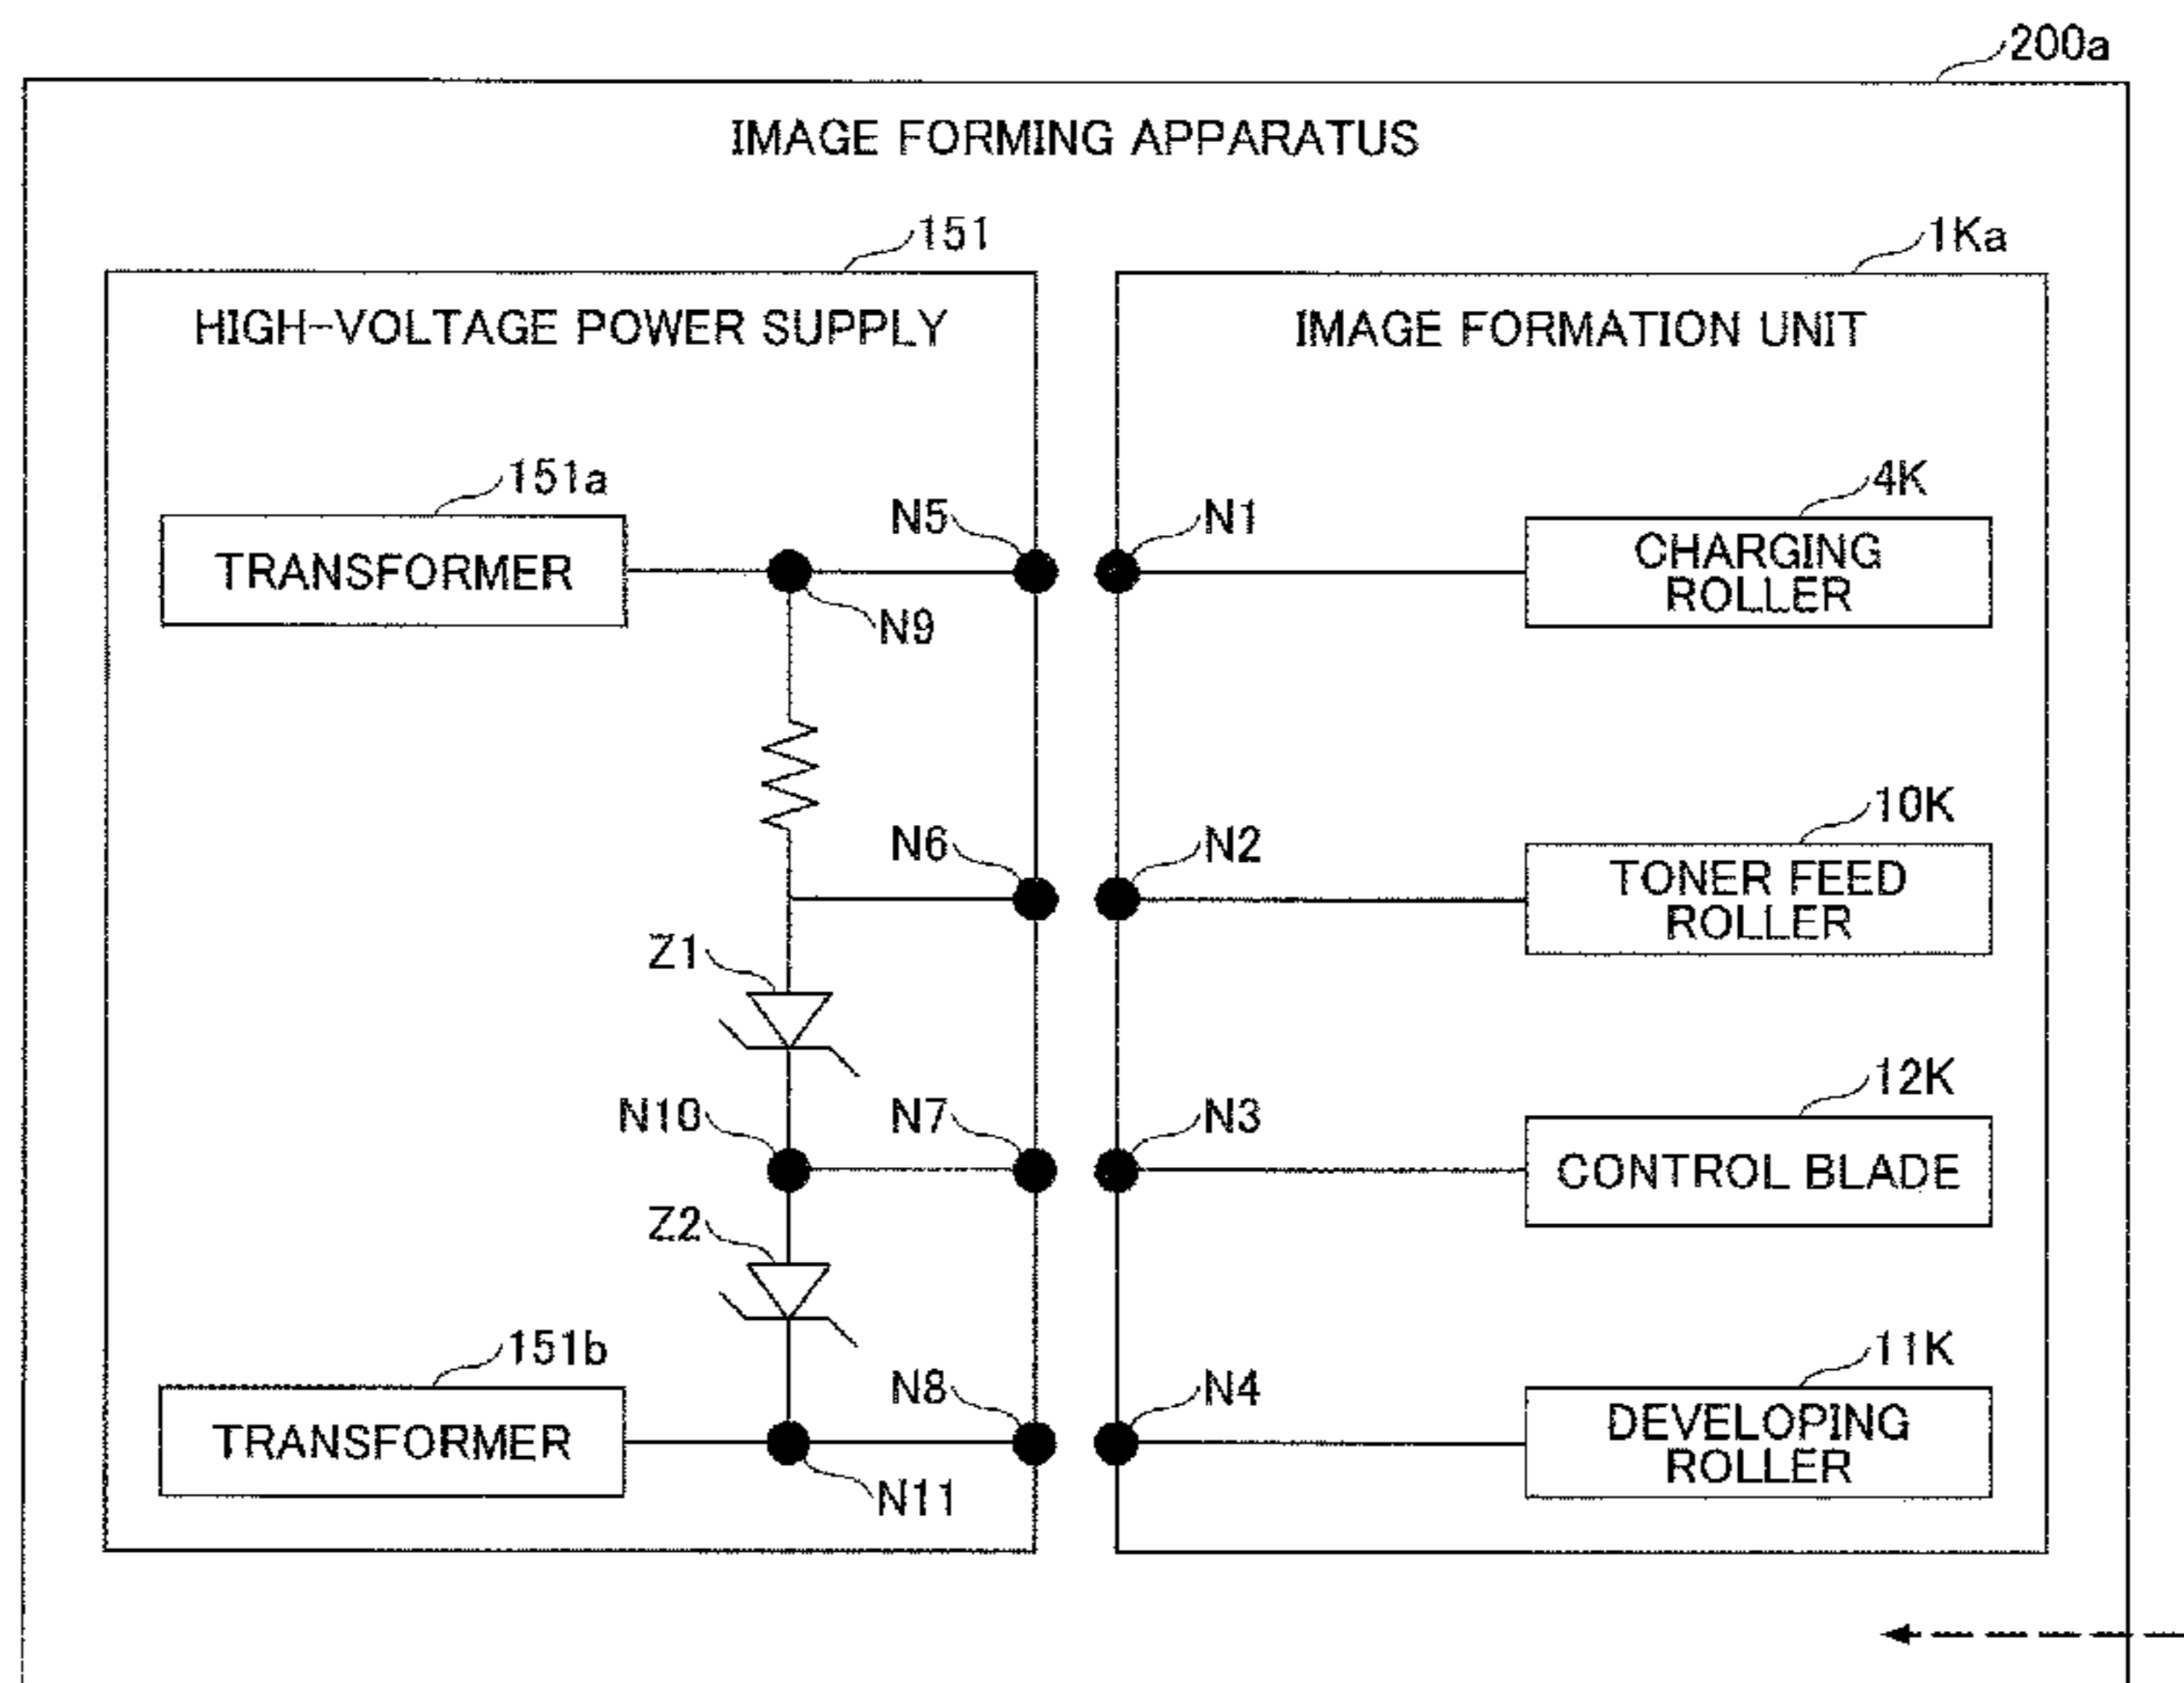 200a
IMAGE FORMING APPARATUS
151
1Ka
HIGH-VOLTAGE POWER SUPPLY
IMAGE FORMATION UNIT
151a
TRANSFORMER
N5
N1
N9
4K
CHARGING
ROLLER
N6
N2
10K
TONER FEED
ROLLER
Z1
N10
N7
N3
12K
CONTROL BLADE
Z2
151b
TRANSFORMER
N8
N4
N11
11K
DEVELOPING
ROLLER